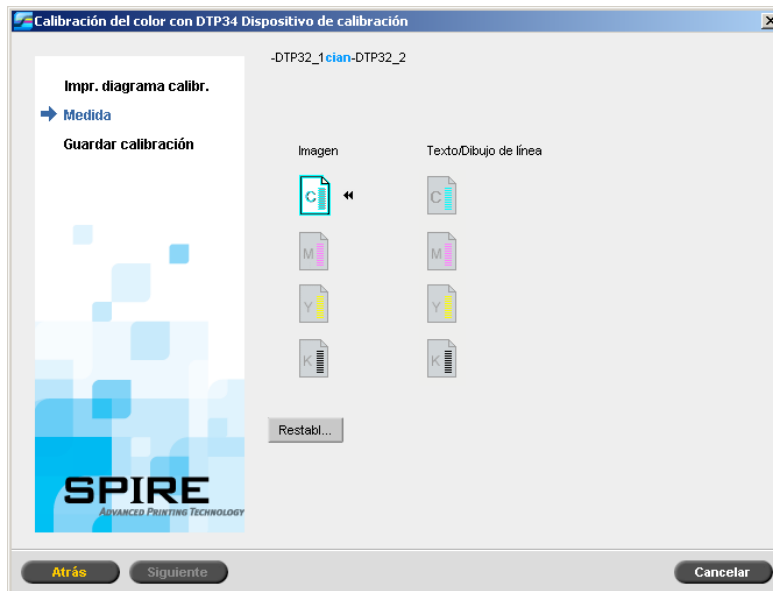 Calibración del color con DTP34 Dispositivo de calibración
-DTP32_1cian-DTP32_2
Impr. diagrama calibr.
Medida
Guardar calibración
Imagen
Texto/Dibujo de línea
C
C
M
M
Y
Y
K
K
Restabl...
SPIRE
ADVANCED PRINTING TECHNOLOGY
Atrás
Siguiente
Cancelar